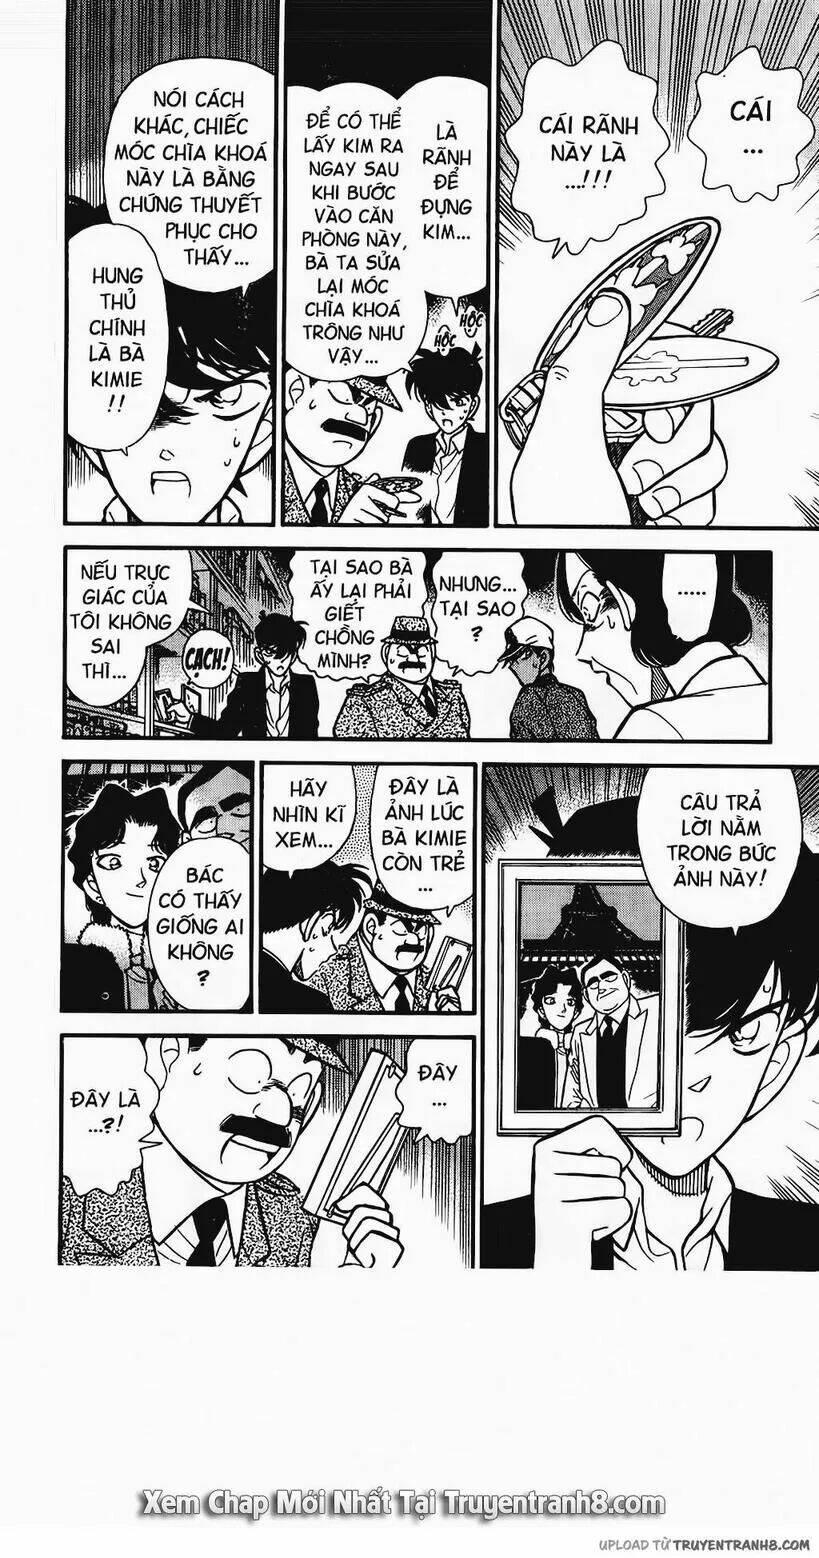 CÁI
...
CÁI RÃNH
NÀY LÀ
...!!!
LÀ
RÃNH
ĐỂ
ĐỰNG
KIM...
ĐỂ CÓ THỂ
LẤY KIM RA
NGAY SAU
KHI BƯỚC
VÀO CĂN
PHÒNG NÀY,
BÀ TA SỬA
LẠI MÓC
CHÌA KHOÁ
TRÔNG NHƯ
VẬY...
HỘC
HỘC
NÓI CÁCH
KHÁC, CHIẾC
MÓC CHÌA KHOÁ
NÀY LÀ BẰNG
CHỨNG THUYẾT
PHỤC CHO
THẤY...
HUNG
THỦ
CHÍNH
LÀ BÀ
KIMIE
!!
......
NHƯNG...
TẠI SAO
?
TẠI SAO BÀ
ẤY LẠI PHẢI
GIẾT
CHỒNG
MÌNH?
NẾU TRỰC
GIÁC CỦA
TÔI KHÔNG
SAI
THÌ...
CẠCH!
CÂU TRẢ
LỜI NẰM
TRONG BỨC
ẢNH NÀY!
ĐÂY LÀ
ẢNH LÚC
BÀ KIMIE
CÒN TRẺ
...
HÃY
NHÌN KĨ
XEM...
BÁC
CÓ THẤY
GIỐNG AI
KHÔNG
?
ĐÂY
...
ĐÂY LÀ
...?!
Xem Chap Mới Nhất Tại Truyentranh8.com
UPLOAD TỪ TRUYENTRANH8.COM